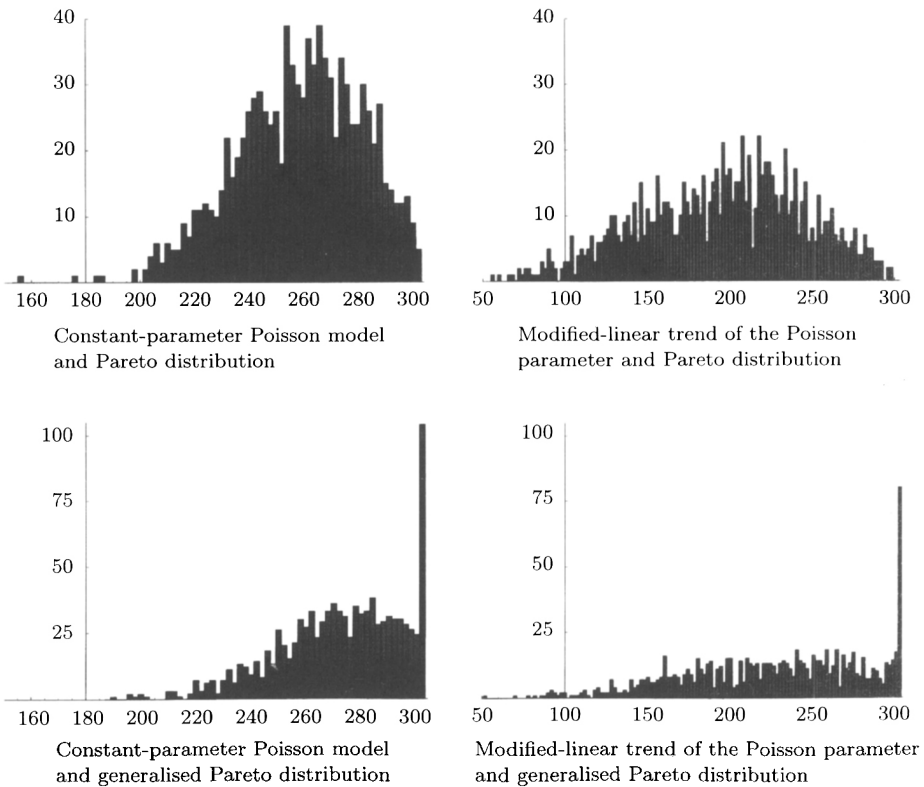 40
30
20
10
160 180 200 220 240 260 280 300
Constant-parameter Poisson model
and Pareto distribution
40
30
20
10
50 100 150 200 250 300
Modified-linear trend of the Poisson
parameter and Pareto distribution
100
75
50
25
160 180 200 220 240 260 280 300
Constant-parameter Poisson model
and generalised Pareto distribution
100
75
50
25
50 100 150 200 250 300
Modified-linear trend of the Poisson parameter
and generalised Pareto distribution